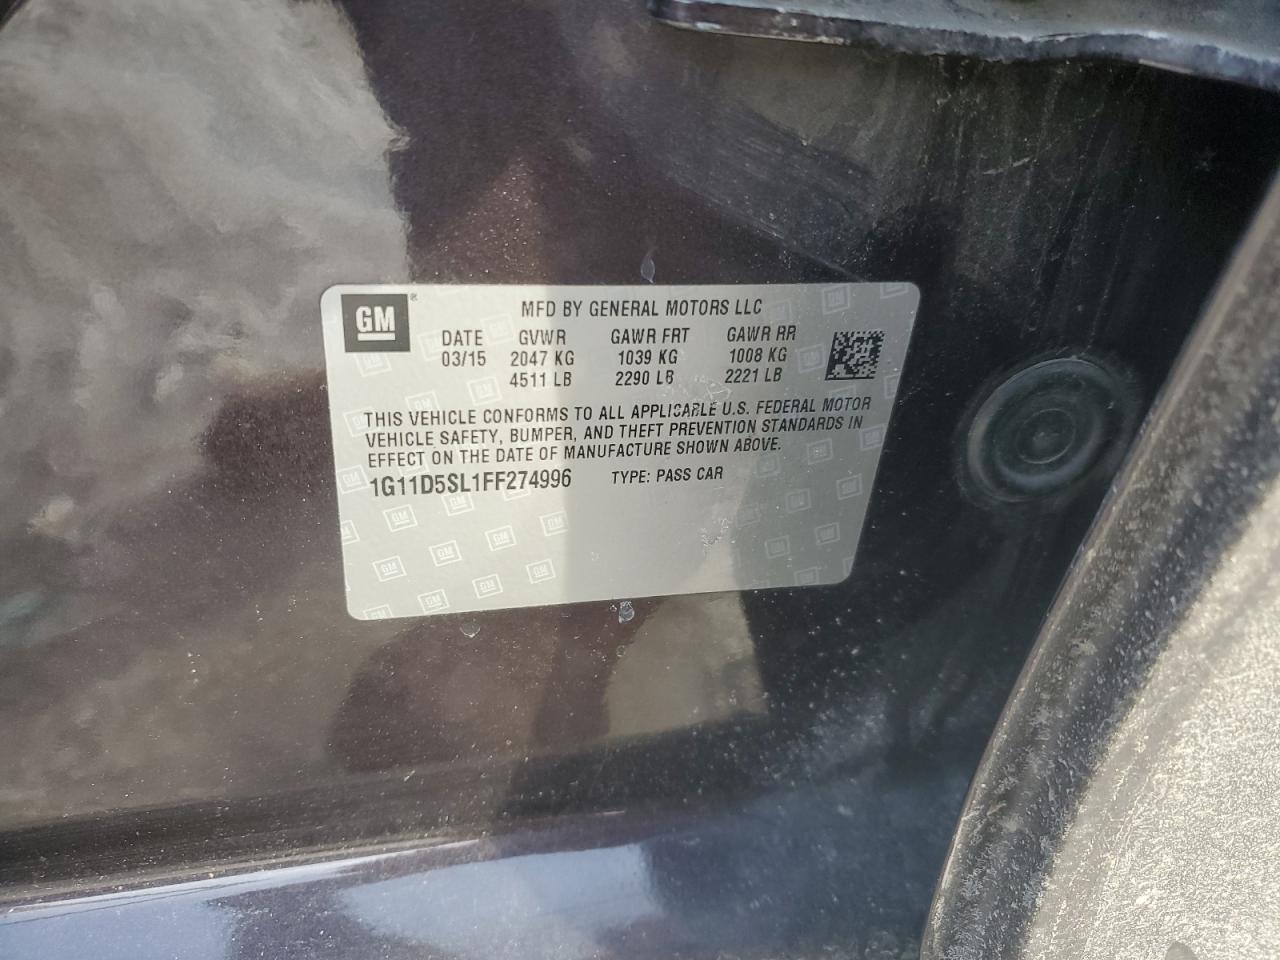 GM® MFD BY GENERAL MOTORS LLC
DATE GVWR GAWR FRT GAWR RR
03/15 2047 KG 1039 KG 1008 KG
4511 LB 2290 LB 2221 LB
THIS VEHICLE CONFORMS TO ALL APPLICABLE U.S. FEDERAL MOTOR
VEHICLE SAFETY, BUMPER, AND THEFT PREVENTION STANDARDS IN
EFFECT ON THE DATE OF MANUFACTURE SHOWN ABOVE.
1G11D5SL1FF274996 TYPE: PASS CAR